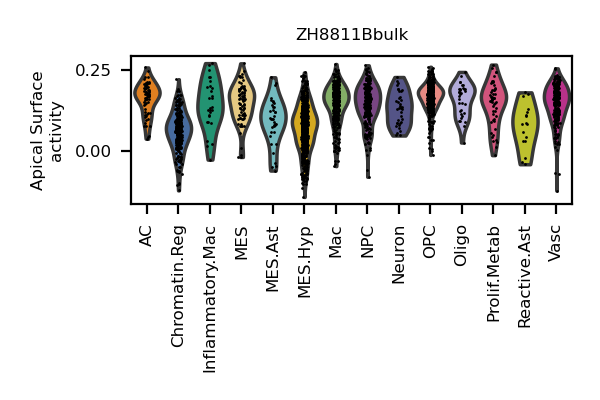 ZH8811Bbulk
Apical Surface
activity
0.25
0.00
AC
Chromatin.Reg
Inflammatory.Mac
MES
MES.Ast
MES.Hyp
Mac
NPC
Neuron
OPC
Oligo
Prolif.Metab
Reactive.Ast
Vasc